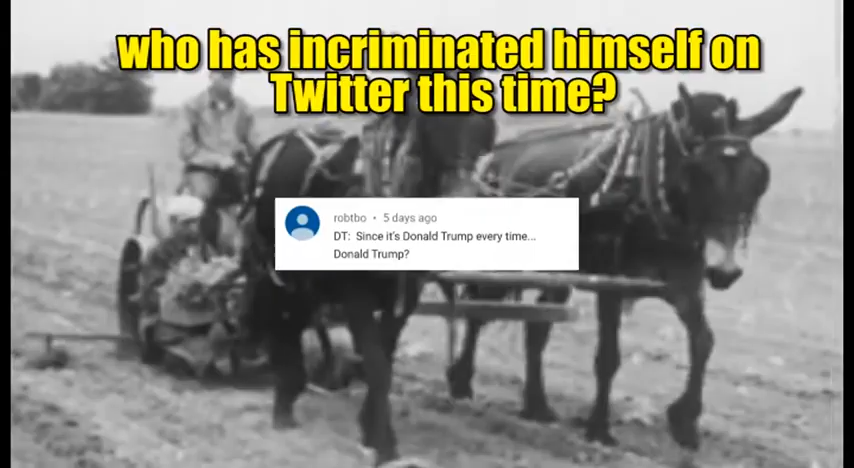 who has incriminated himself on
Twitter this time?
robtbo • 5 days ago
DT: Since it's Donald Trump every time...
Donald Trump?